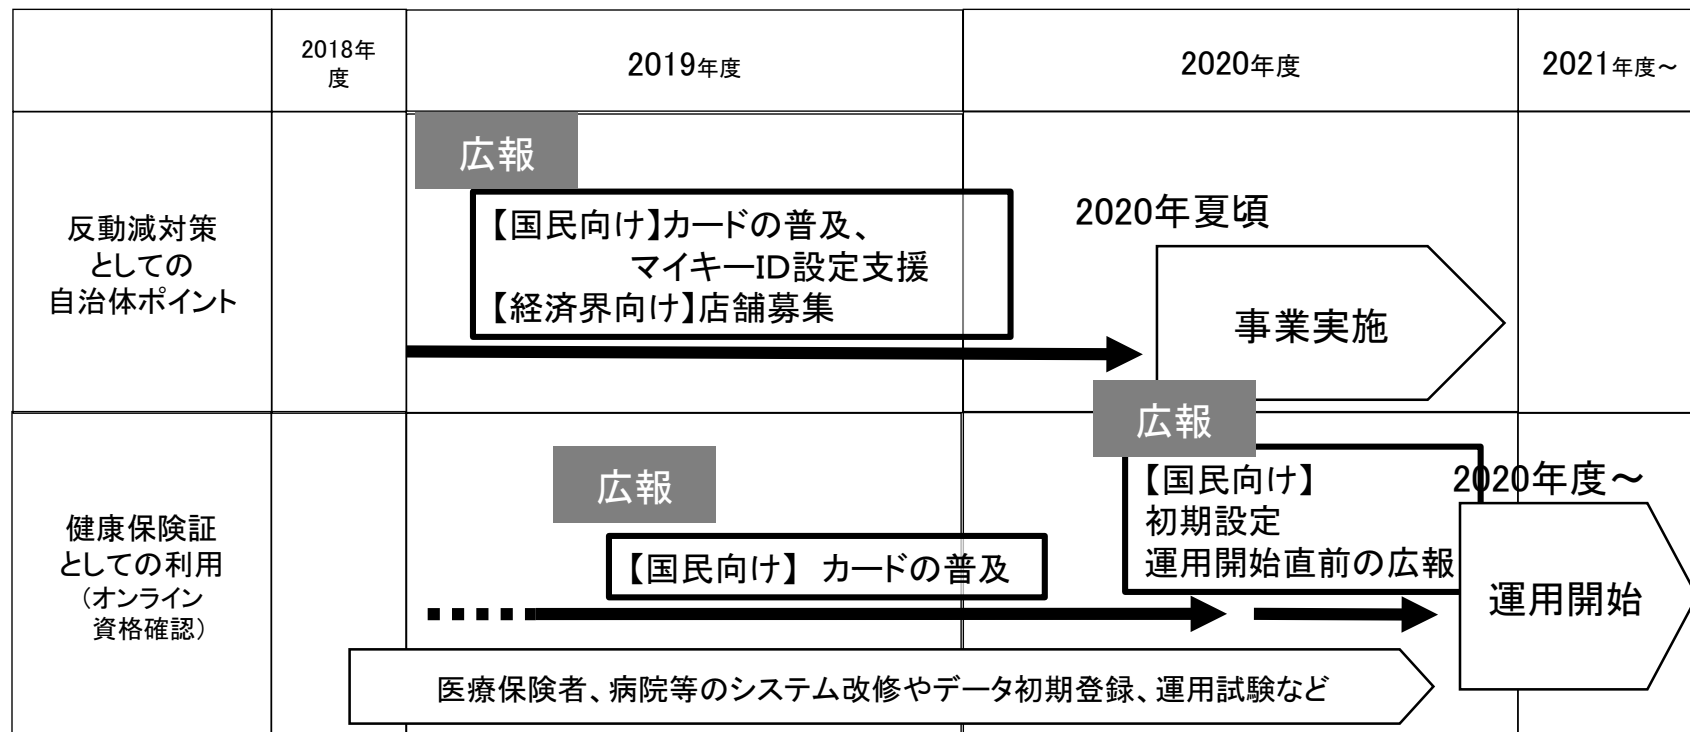 2018年
度
2019年度
2020年度
2021年度～
反動減対策
としての
自治体ポイント
広報
【国民向け】カードの普及、
マイキーID設定支援
【経済界向け】店舗募集
2020年夏頃
事業実施
健康保険証
としての利用
（オンライン
資格確認）
広報
【国民向け】 カードの普及
広報
【国民向け】
初期設定
運用開始直前の広報
2020年度～
運用開始
医療保険者、病院等のシステム改修やデータ初期登録、運用試験など